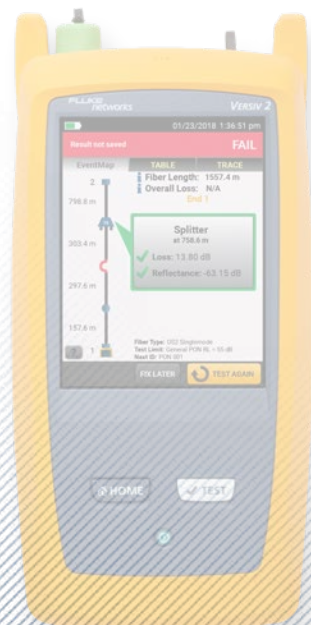 FLUKE networks
VERSIV 2
01/23/2018 1:36:51 pm
Result not saved
FAIL
EventMap TABLE TRACE
Fiber Length: 1557.4 m
Overall Loss: N/A
End 1
2
798.8 m
Splitter
at 758.6 m
Loss: 13.80 dB
303.4 m
Reflectance: -63.15 dB
297.6 m
157.6 m
1
Fiber Type: OS2 Singlemode
Test Limit: General PON RL > 55 dB
Next ID: PON 001
FIX LATER
TEST AGAIN
HOME
TEST